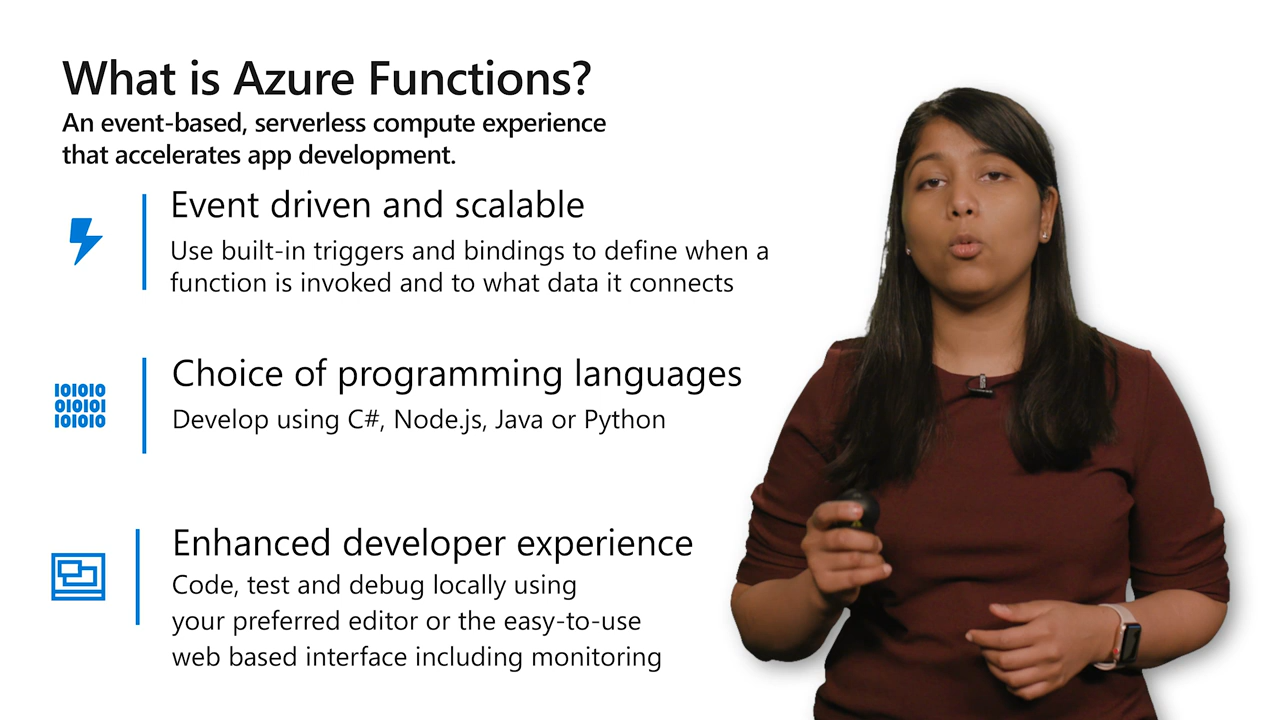 What is Azure Functions?
An event-based, serverless compute experience
that accelerates app development.
Event driven and scalable
Use built-in triggers and bindings to define when a
function is invoked and to what data it connects
IOIOIO
OIOIOI
IOIOIO
Choice of programming languages
Develop using C#, Node.js, Java or Python
Enhanced developer experience
Code, test and debug locally using
your preferred editor or the easy-to-use
web based interface including monitoring